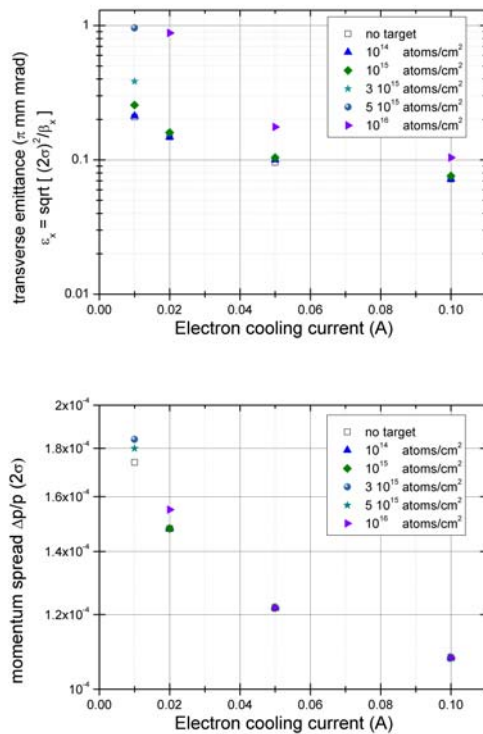 1
0.1
0.01
transverse emittance (π mm mrad)
εₓ = sqrt [ (2σ)²/βₓ ]
no target
10¹⁴ atoms/cm²
10¹⁵ atoms/cm²
3 10¹⁵ atoms/cm²
5 10¹⁵ atoms/cm²
10¹⁶ atoms/cm²
0.00 0.02 0.04 0.06 0.08 0.10
Electron cooling current (A)
2x10⁻⁴
1.8x10⁻⁴
1.6x10⁻⁴
1.4x10⁻⁴
1.2x10⁻⁴
10⁻⁴
momentum spread Δp/p (2σ)
no target
10¹⁴ atoms/cm²
10¹⁵ atoms/cm²
3 10¹⁵ atoms/cm²
5 10¹⁵ atoms/cm²
10¹⁶ atoms/cm²
0.00 0.02 0.04 0.06 0.08 0.10
Electron cooling current (A)